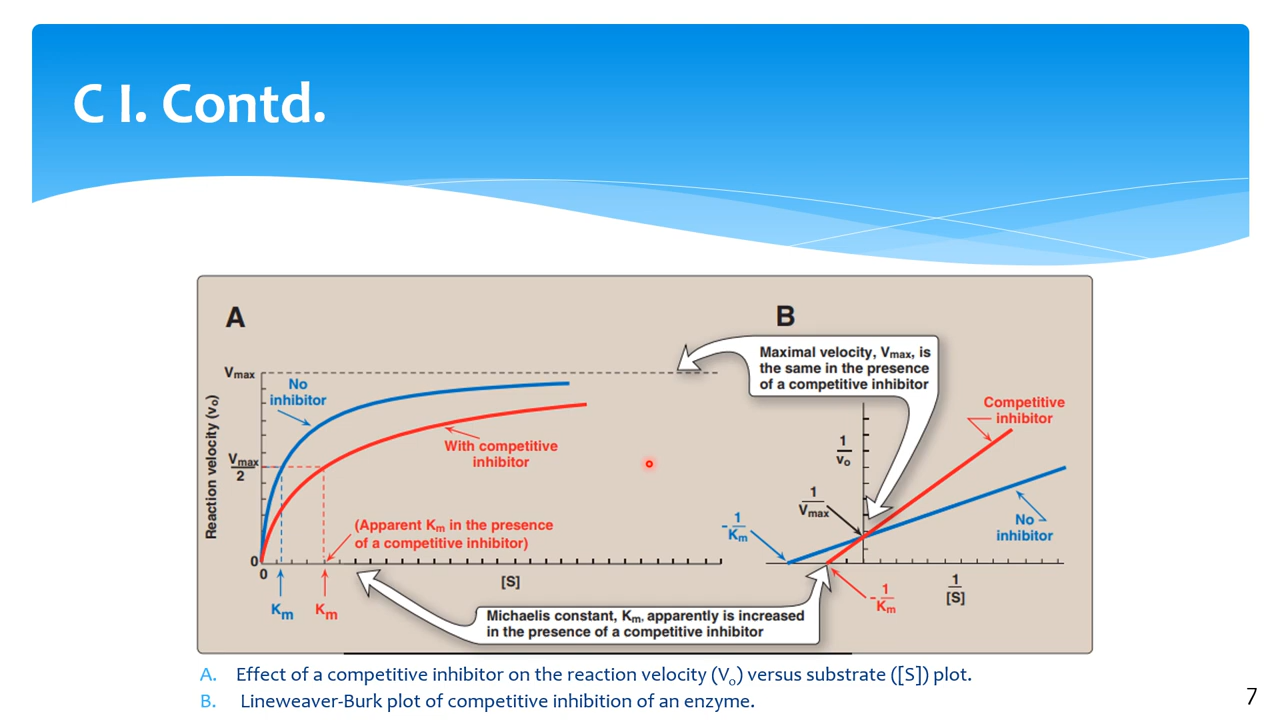 C I. Contd.
A
Vmax
Vmax
2
0
0
Reaction velocity (vo)
No
inhibitor
With competitive
inhibitor
(Apparent Km in the presence
of a competitive inhibitor)
[S]
Km
Km
B
Maximal velocity, Vmax, is
the same in the presence
of a competitive inhibitor
Competitive
inhibitor
1
vo
1
Vmax
No
inhibitor
-1
Km
-1
Km
1
[S]
Michaelis constant, Km, apparently is increased
in the presence of a competitive inhibitor
A. Effect of a competitive inhibitor on the reaction velocity (Vo) versus substrate ([S]) plot.
B. Lineweaver-Burk plot of competitive inhibition of an enzyme.
7